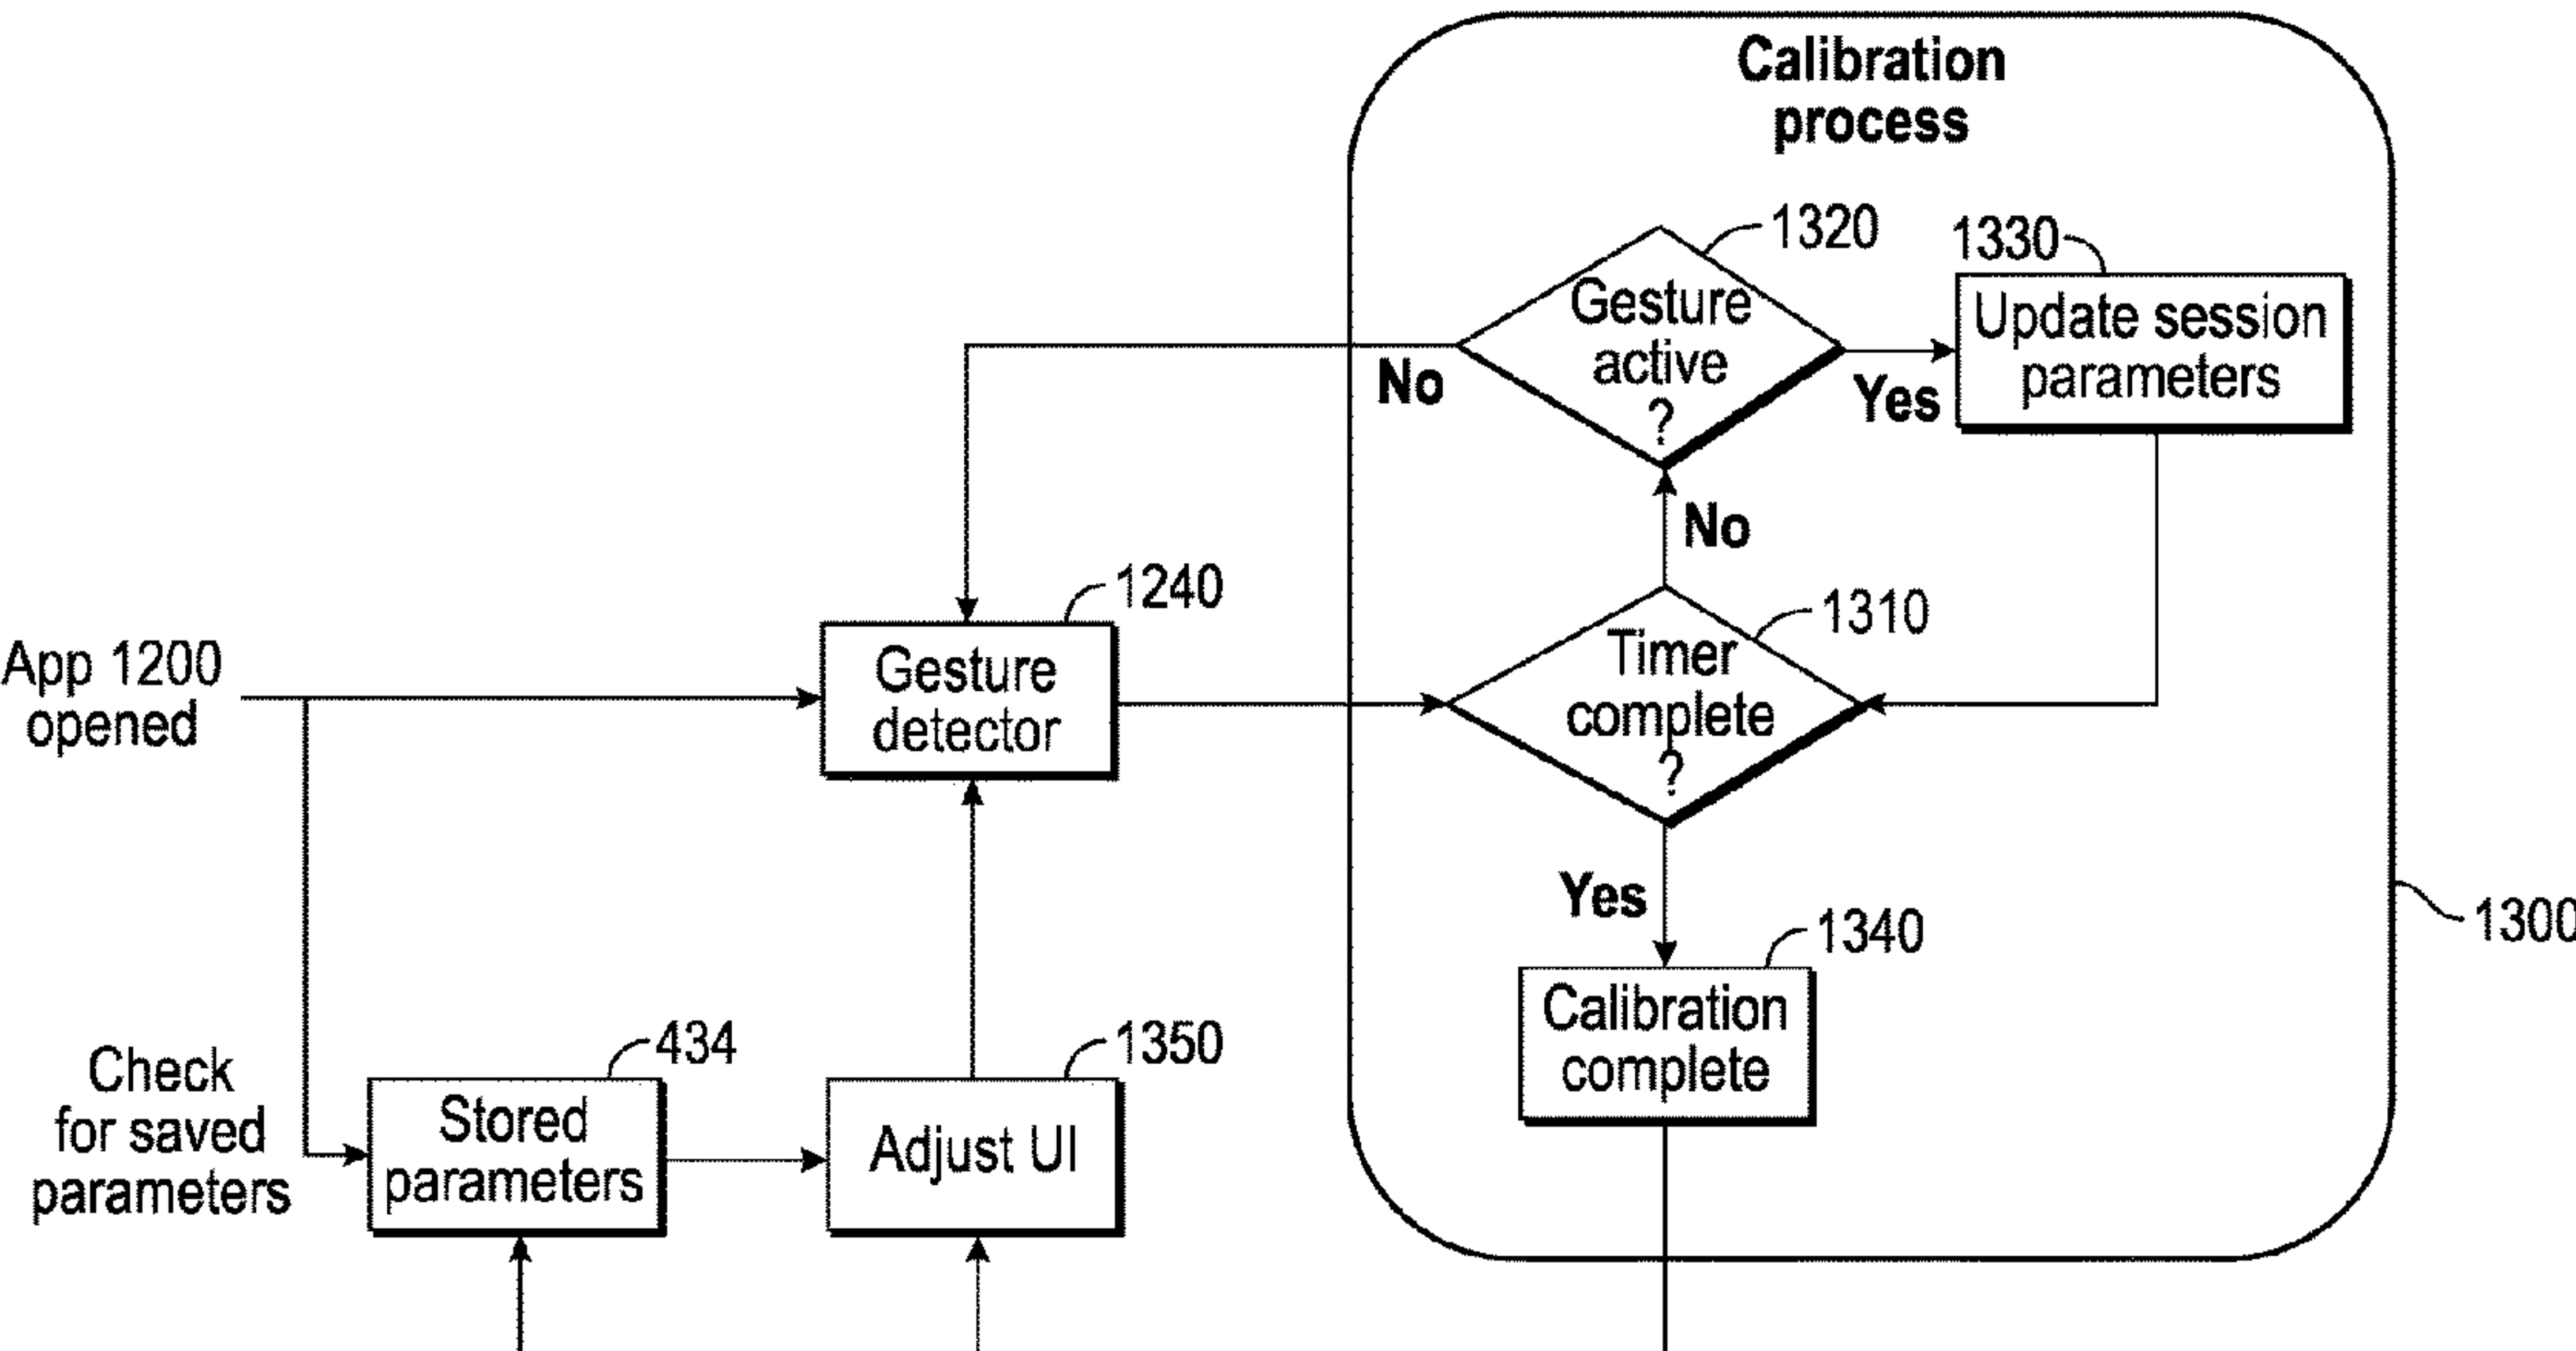 Calibration
process
1320
1330
Gesture
active
?
Update session
parameters
No
Yes
No
1240
1310
App 1200
opened
Gesture
detector
Timer
complete
?
Yes
1300
1340
Calibration
complete
434
1350
Check
for saved
parameters
Stored
parameters
Adjust UI